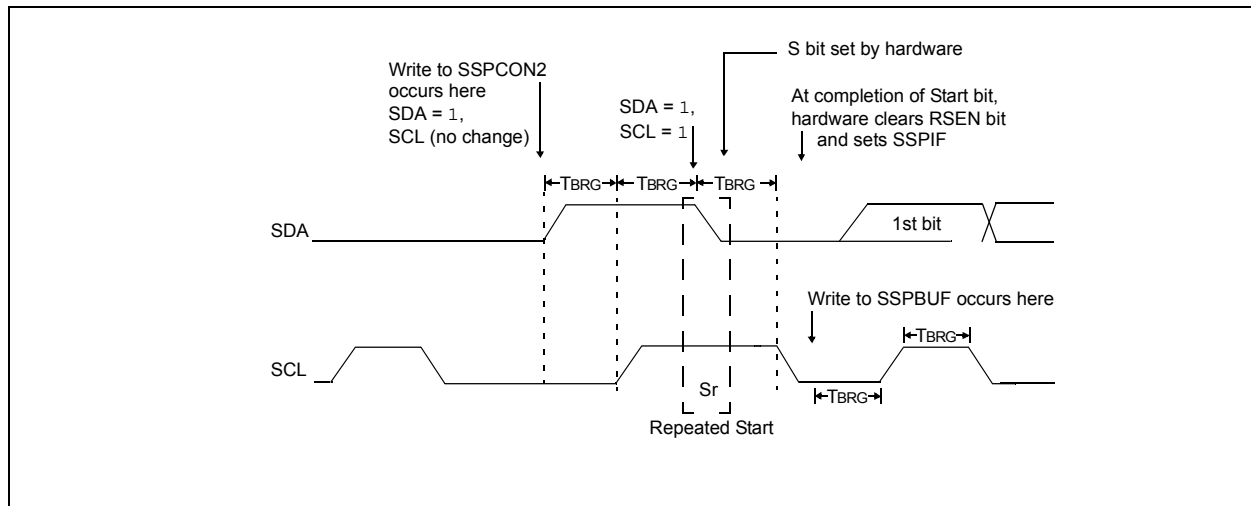 S bit set by hardware
Write to SSPCON2
occurs here
SDA = 1,
SCL (no change)
SDA = 1,
SCL = 1
At completion of Start bit,
hardware clears RSEN bit
and sets SSPIF
TBRG
TBRG
TBRG
SDA
1st bit
Write to SSPBUF occurs here
TBRG
SCL
Sr
TBRG
Repeated Start